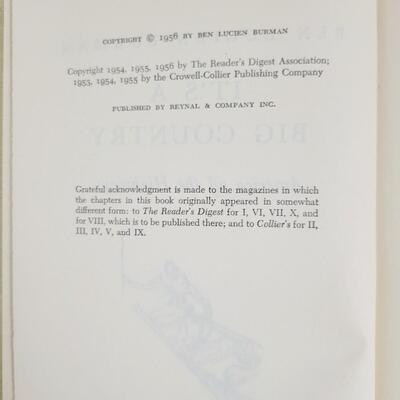 COPYRIGHT © 1956 BY BEN LUCIEN BURMAN
Copyright 1954, 1955, 1956 by The Reader's Digest Association;
1953, 1954, 1955 by the Crowell-Collier Publishing Company
PUBLISHED BY REYNAL & COMPANY INC.
IT'S A
BIG COUNTRY
Grateful acknowledgment is made to the magazines in which
the chapters in this book originally appeared in somewhat
different form: to The Reader's Digest for I, VI, VII, X, and
for VIII, which is to be published there; and to Collier's for II,
III, IV, V, and IX.